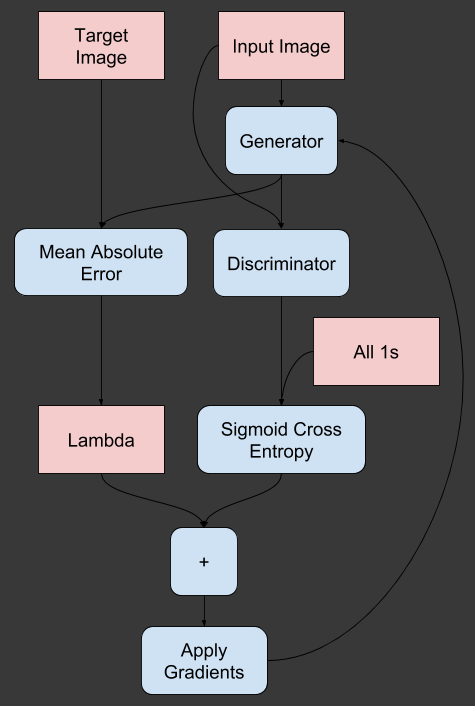 Target
Image
Input Image
Generator
Mean Absolute
Error
Discriminator
All 1s
Lambda
Sigmoid Cross
Entropy
+
Apply
Gradients